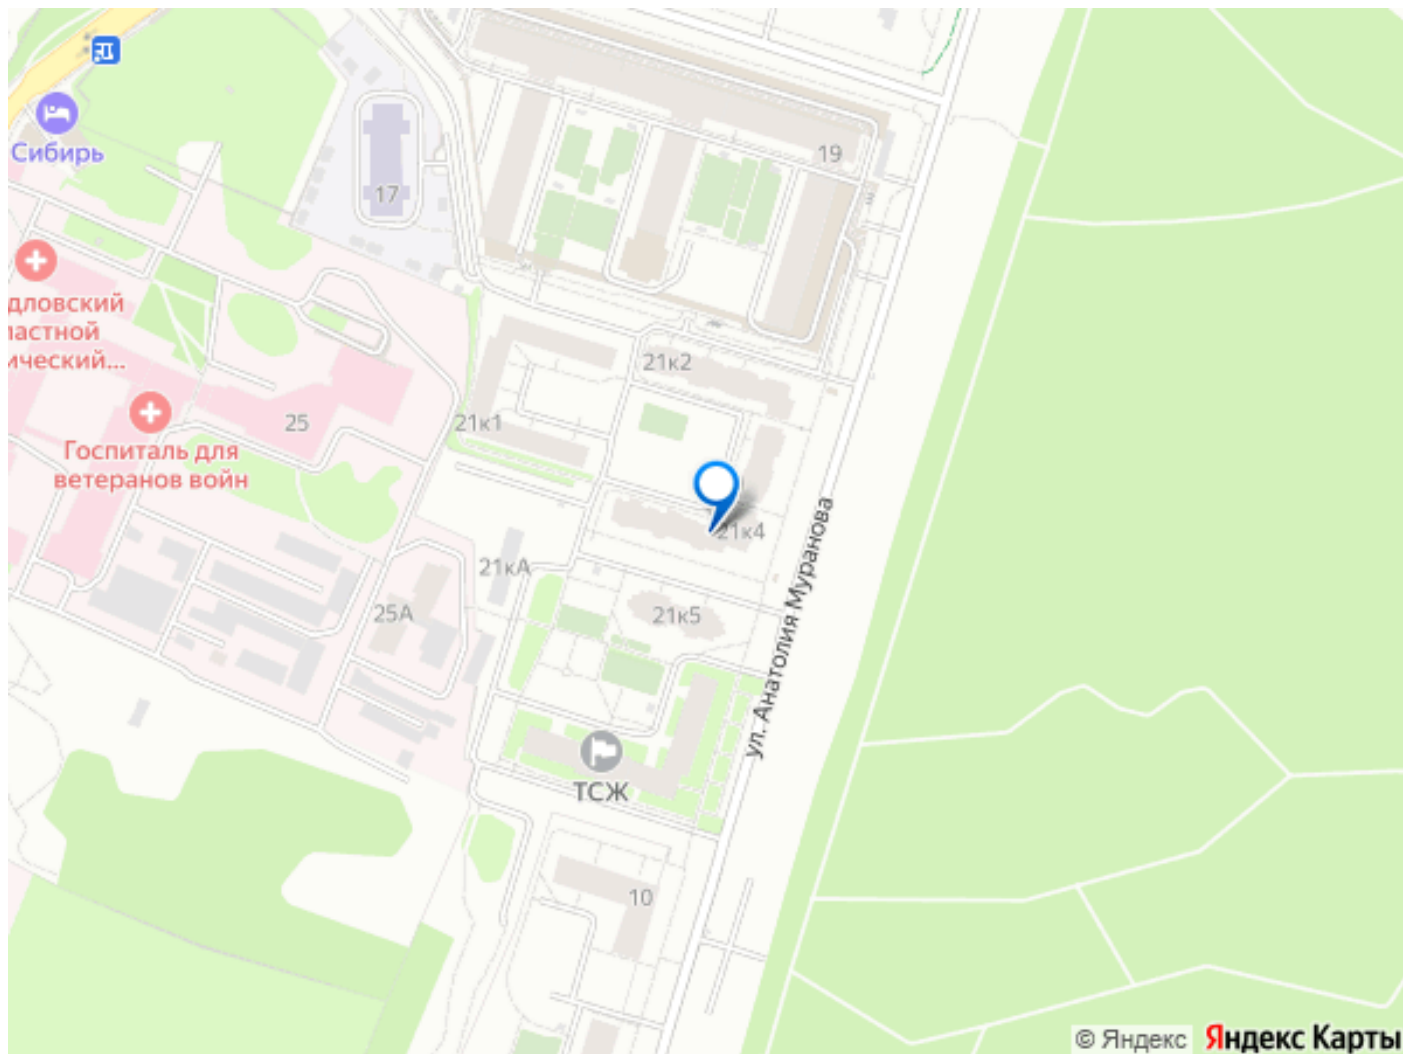 Сибирь
17
19
дловский
ластной
ический...
25
Госпиталь для
ветеранов войн
21к2
21к1
21к4
21кА
25А
21к5
ул. Анатолия Муранова
ТСЖ
10
© Яндекс Яндекс Карты